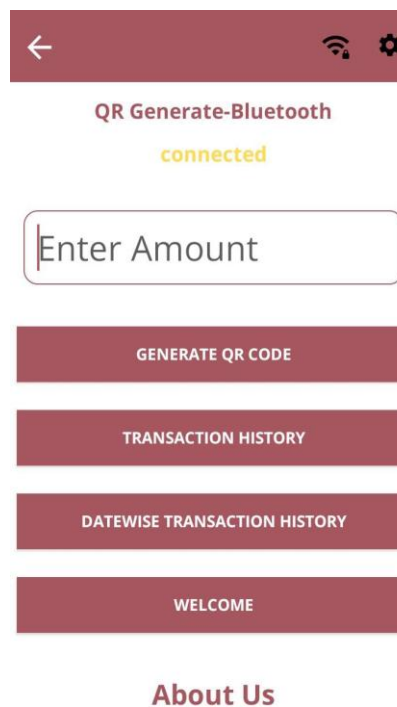 QR Generate-Bluetooth
connected
Enter Amount
GENERATE QR CODE
TRANSACTION HISTORY
DATEWISE TRANSACTION HISTORY
WELCOME
About Us